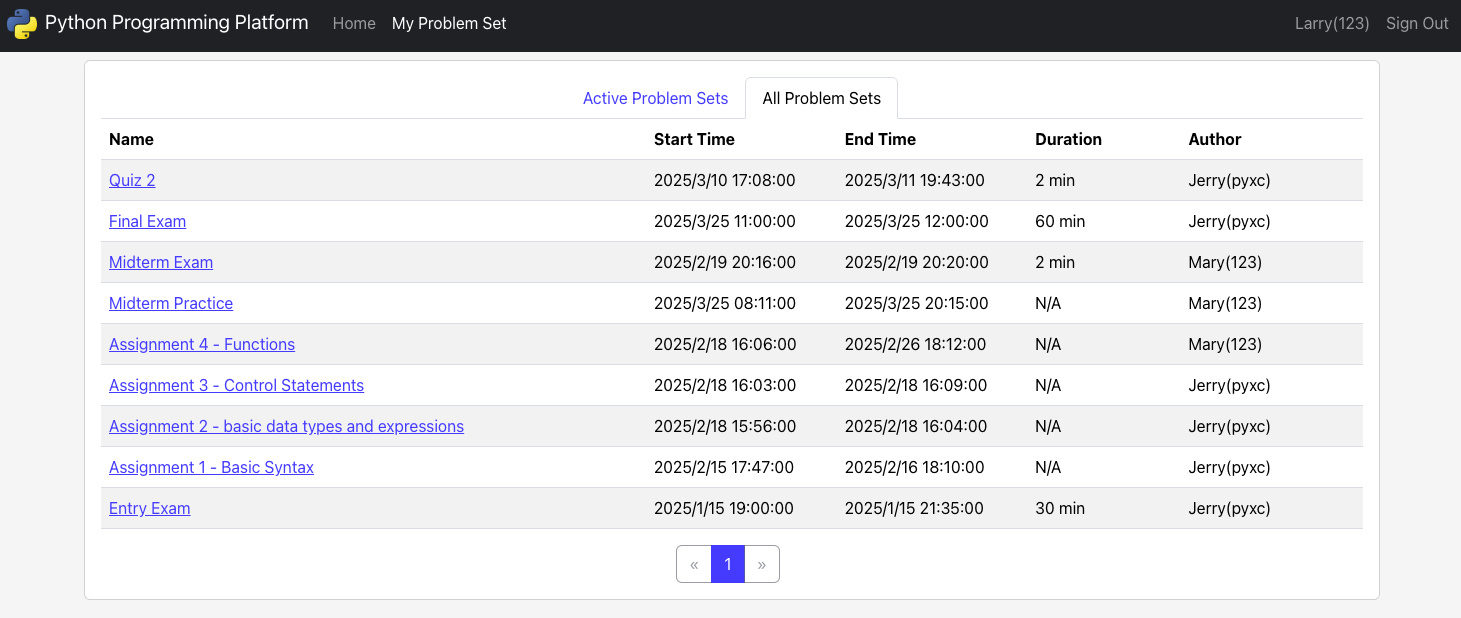 Python Programming Platform Home My Problem Set Larry(123) Sign Out
Active Problem Sets All Problem Sets
Name Start Time End Time Duration Author
Quiz 2 2025/3/10 17:08:00 2025/3/11 19:43:00 2 min Jerry(pyxc)
Final Exam 2025/3/25 11:00:00 2025/3/25 12:00:00 60 min Jerry(pyxc)
Midterm Exam 2025/2/19 20:16:00 2025/2/19 20:20:00 2 min Mary(123)
Midterm Practice 2025/3/25 08:11:00 2025/3/25 20:15:00 N/A Mary(123)
Assignment 4 - Functions 2025/2/18 16:06:00 2025/2/26 18:12:00 N/A Mary(123)
Assignment 3 - Control Statements 2025/2/18 16:03:00 2025/2/18 16:09:00 N/A Jerry(pyxc)
Assignment 2 - basic data types and expressions 2025/2/18 15:56:00 2025/2/18 16:04:00 N/A Jerry(pyxc)
Assignment 1 - Basic Syntax 2025/2/15 17:47:00 2025/2/16 18:10:00 N/A Jerry(pyxc)
Entry Exam 2025/1/15 19:00:00 2025/1/15 21:35:00 30 min Jerry(pyxc)
« 1 »